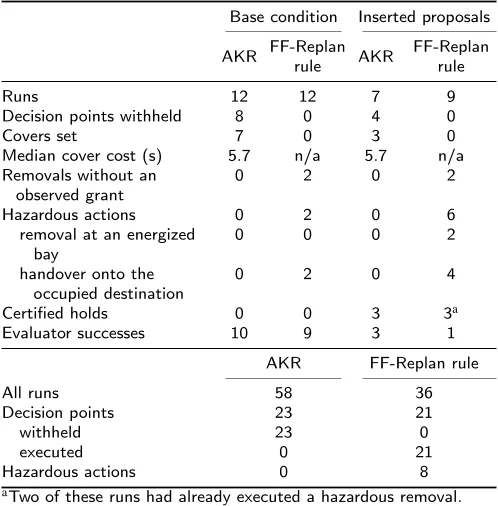 Base condition Inserted proposals
AKR FF-Replan rule AKR FF-Replan rule
Runs 12 12 7 9
Decision points withheld 8 0 4 0
Covers set 7 0 3 0
Median cover cost (s) 5.7 n/a 5.7 n/a
Removals without an
observed grant 0 2 0 2
Hazardous actions 0 2 0 6
removal at an energized
bay 0 0 0 2
handover onto the
occupied destination 0 2 0 4
Certified holds 0 0 3 3a
Evaluator successes 10 9 3 1
AKR FF-Replan rule
All runs 58 36
Decision points 23 21
withheld 23 0
executed 0 21
Hazardous actions 0 8
aTwo of these runs had already executed a hazardous removal.